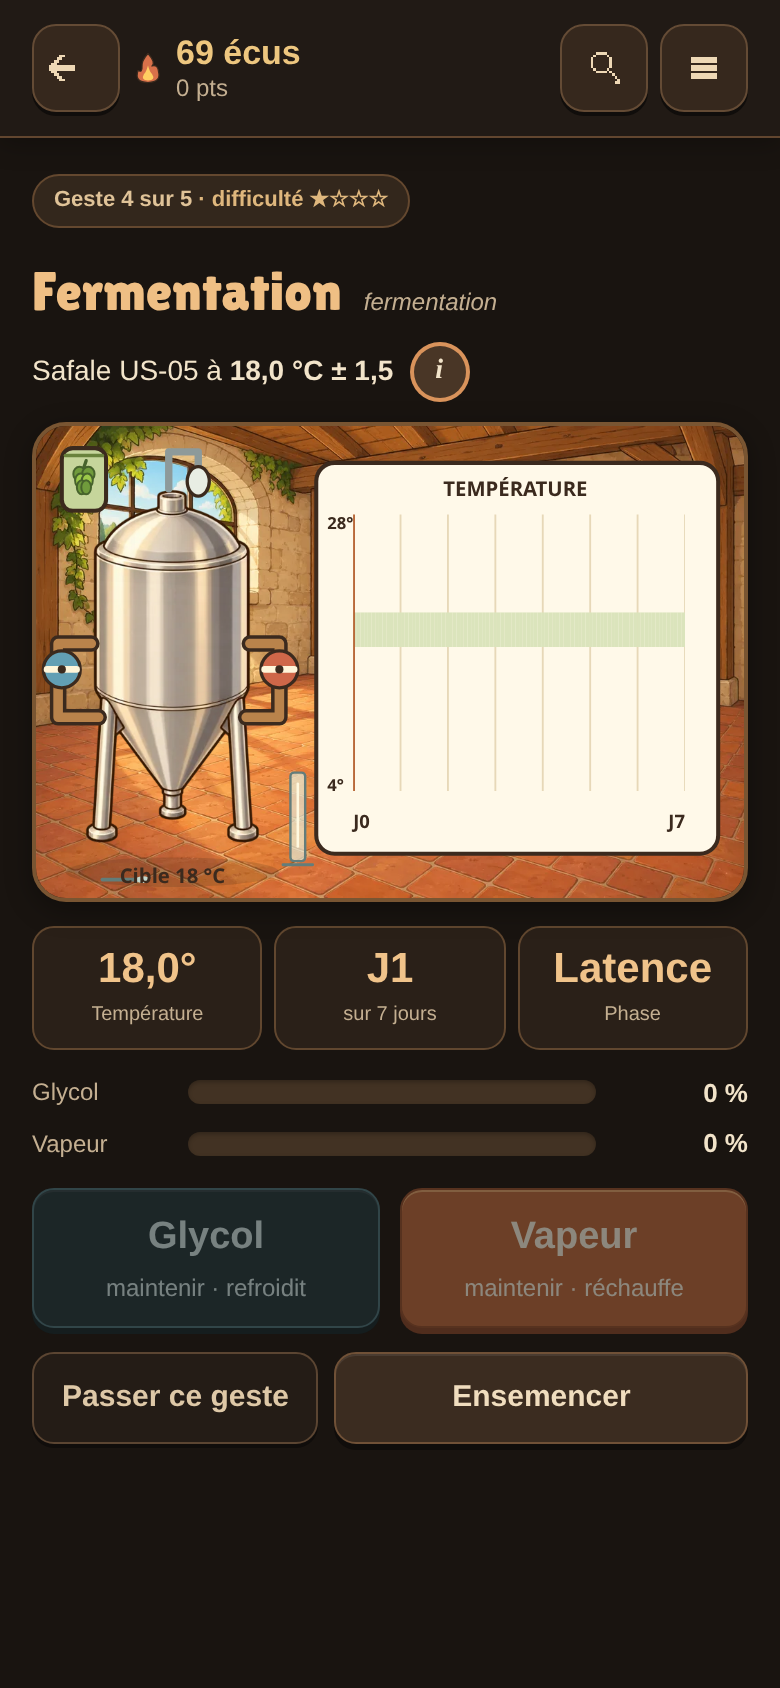 69 écus
0 pts
Geste 4 sur 5 · difficulté ★☆☆☆
Fermentation fermentation
Safale US-05 à 18,0 °C ± 1,5 i
TEMPÉRATURE
28°
4°
J0 J7
Cible 18 °C
18,0° J1 Latence
Température sur 7 jours Phase
Glycol 0 %
Vapeur 0 %
Glycol Vapeur
maintenir · refroidit maintenir · réchauffe
Passer ce geste Ensemencer